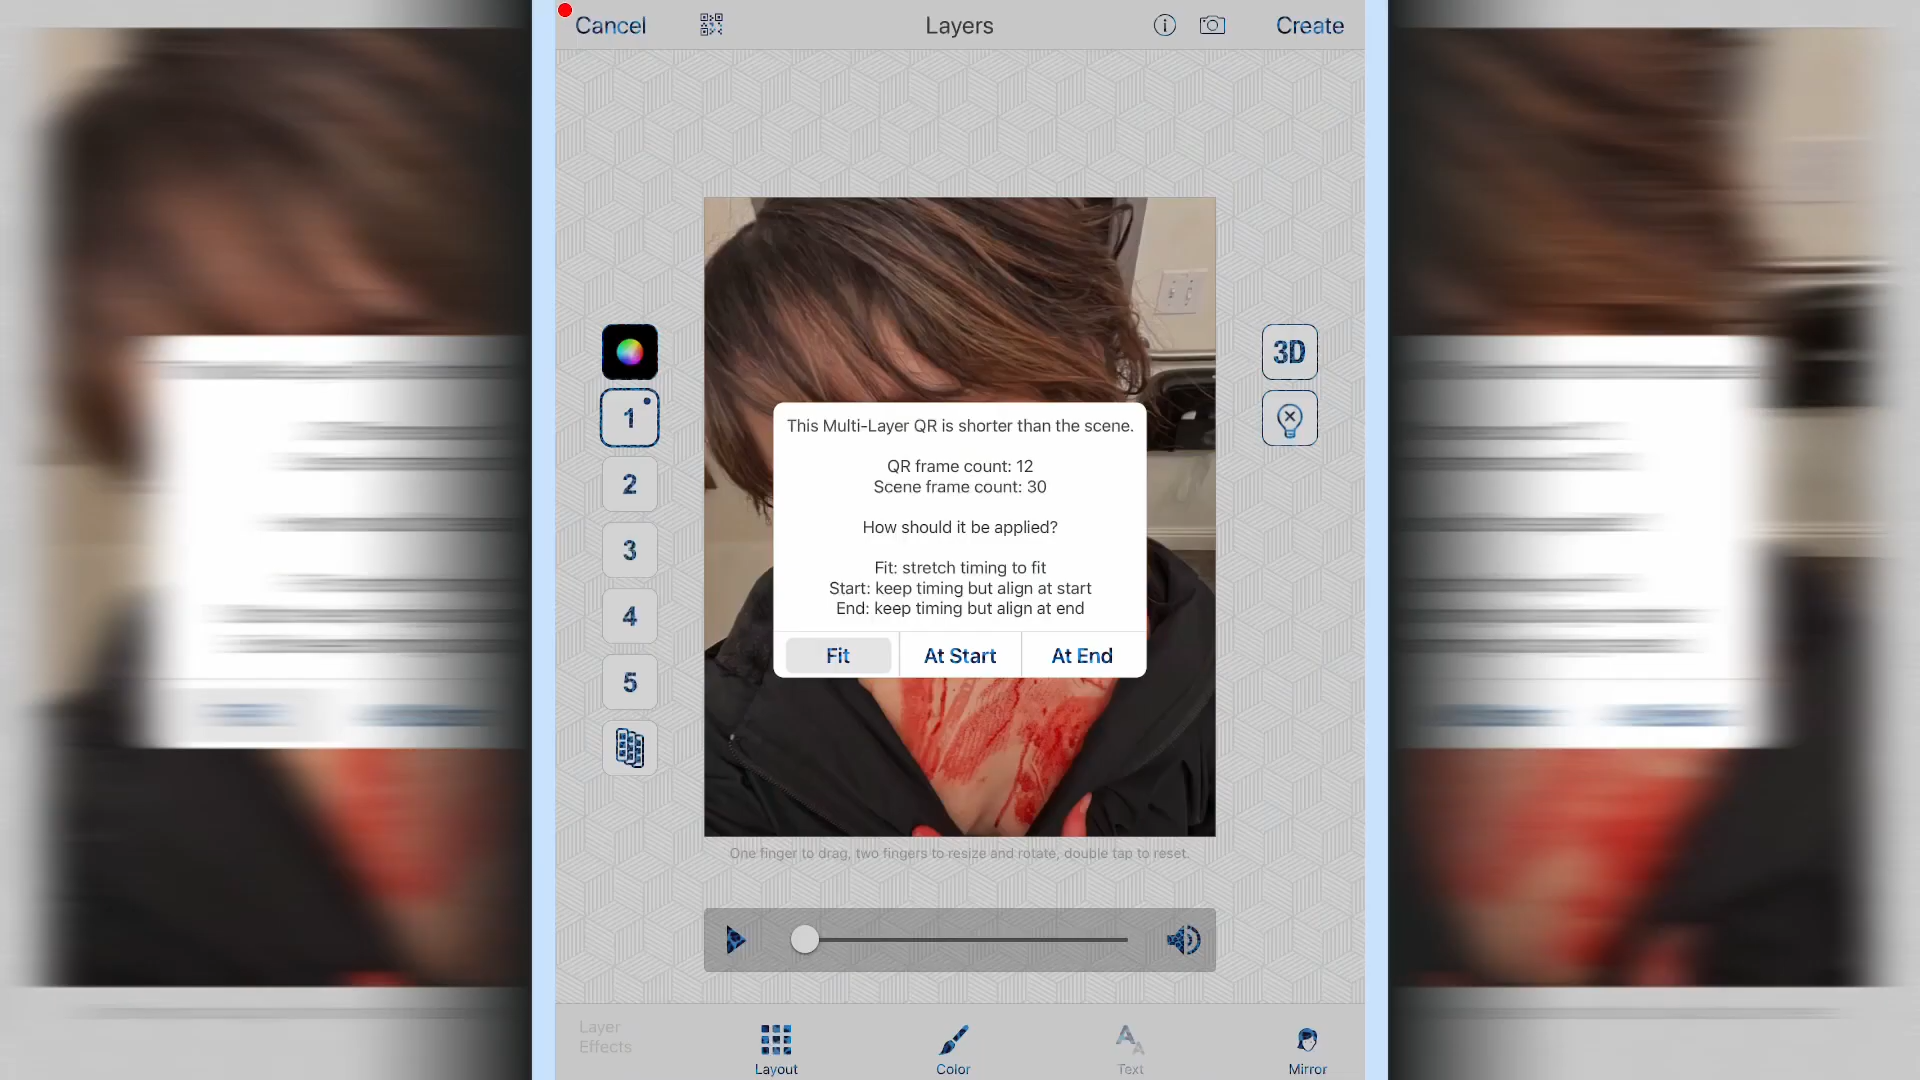 Cancel
Layers
Create
3D
1
2
3
4
5
This Multi-Layer QR is shorter than the scene.
QR frame count: 12
Scene frame count: 30
How should it be applied?
Fit: stretch timing to fit
Start: keep timing but align at start
End: keep timing but align at end
Fit
At Start
At End
One finger to drag, two fingers to resize and rotate, double tap to reset.
Layer
Effects
Layout
Color
Text
Mirror